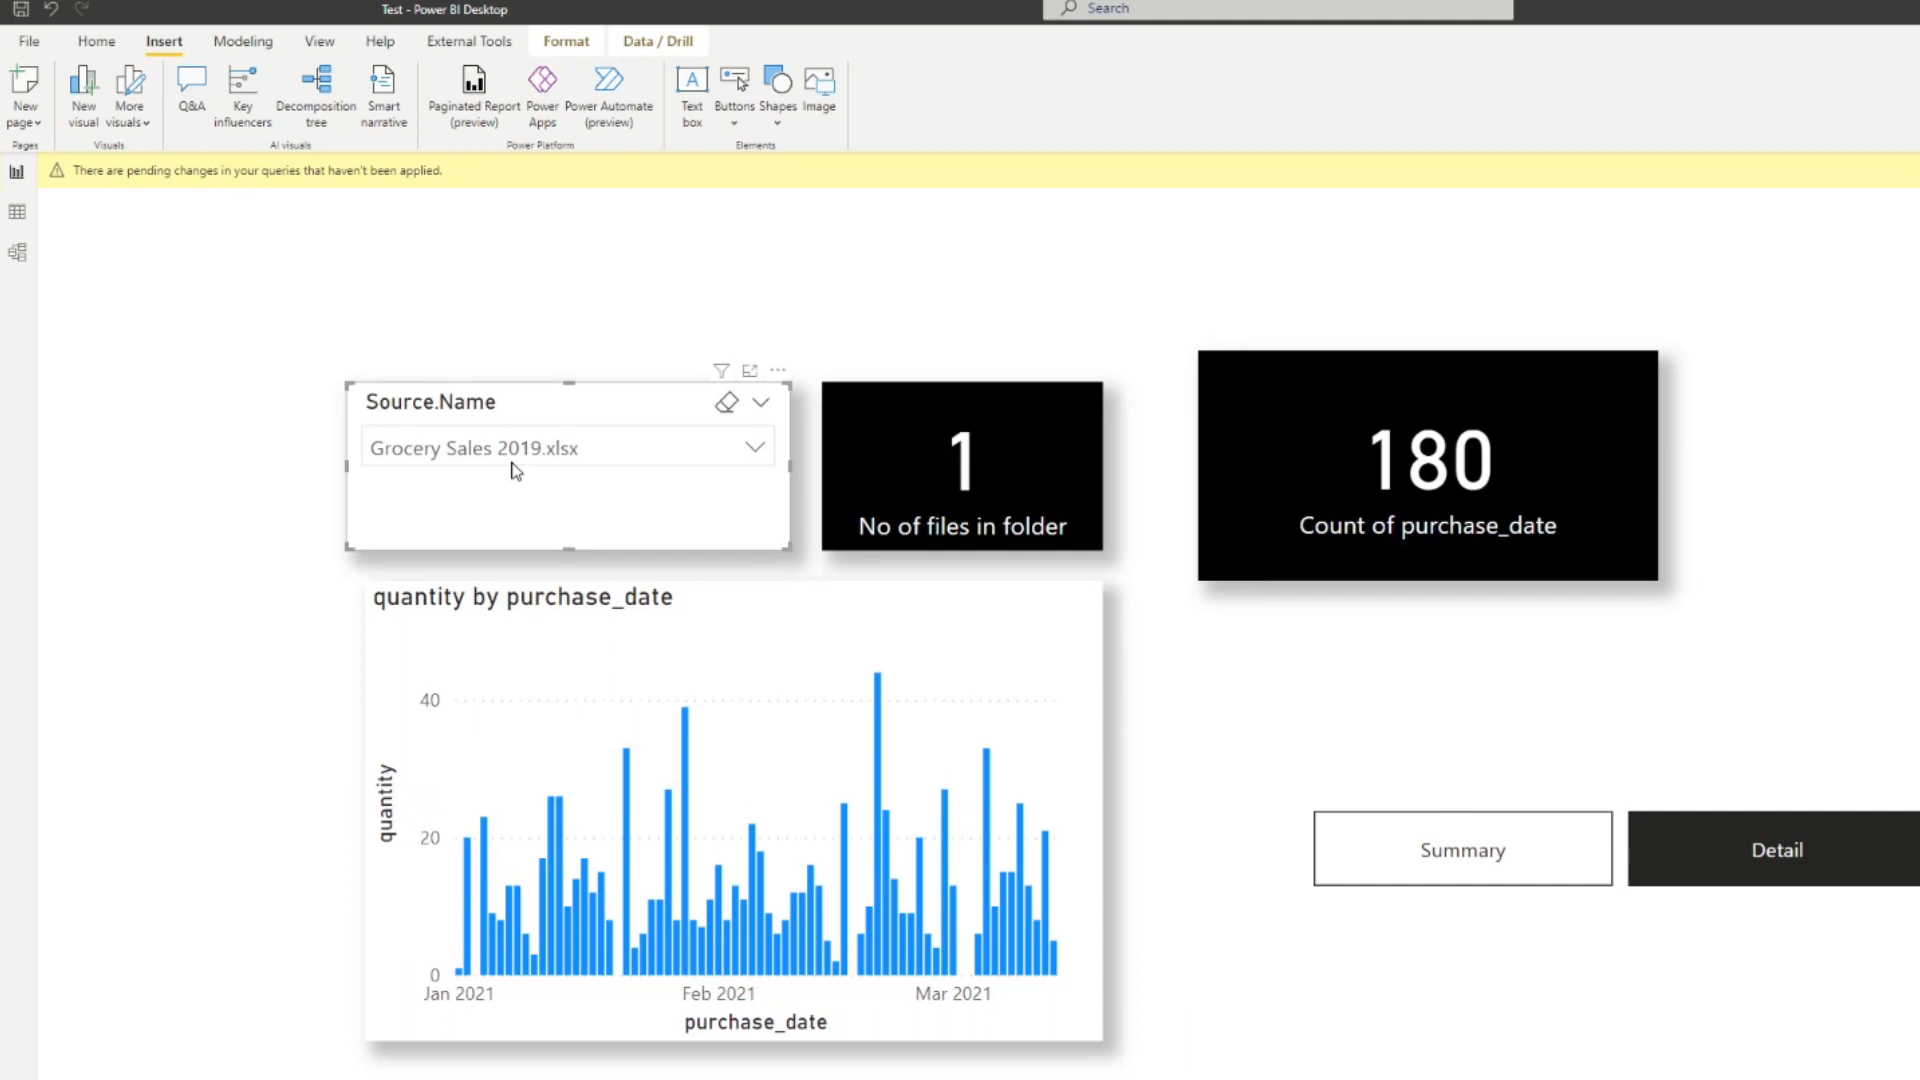 Test - Power BI Desktop
Search
File Home Insert Modeling View Help External Tools Format Data / Drill
New page
New visual
More visuals
Q&A
Key influencers
Decomposition tree
Smart narrative
Paginated Report (preview)
Power Apps
Power Automate (preview)
Text box
Buttons
Shapes
Image
Pages
Visuals
AI visuals
Power Platform
Elements
There are pending changes in your queries that haven't been applied.
Source.Name
Grocery Sales 2019.xlsx
1
No of files in folder
180
Count of purchase_date
quantity by purchase_date
40
20
0
quantity
Jan 2021
Feb 2021
Mar 2021
purchase_date
Summary
Detail